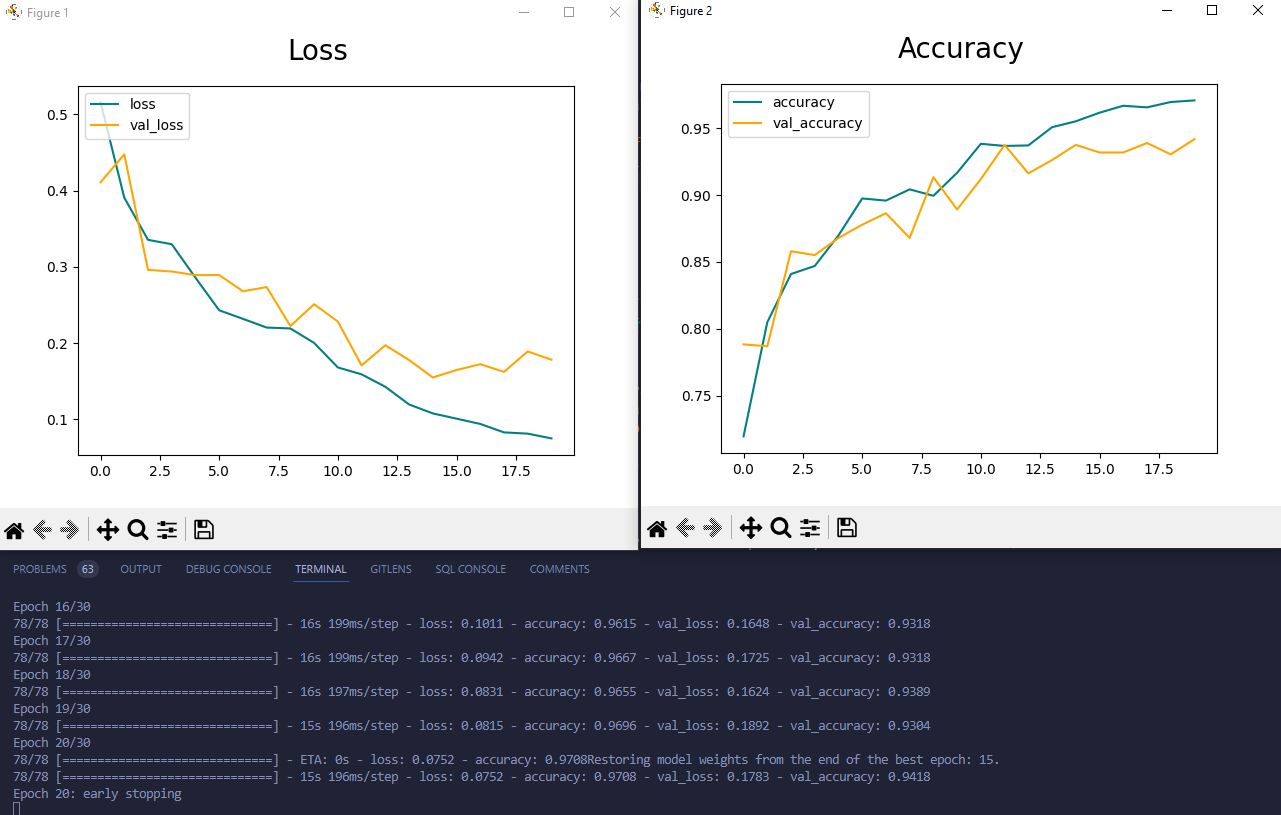 Figure 1
Loss
loss
val_loss
0.5
0.4
0.3
0.2
0.1
0.0 2.5 5.0 7.5 10.0 12.5 15.0 17.5
Figure 2
Accuracy
accuracy
val_accuracy
0.95
0.90
0.85
0.80
0.75
0.0 2.5 5.0 7.5 10.0 12.5 15.0 17.5
PROBLEMS 63 OUTPUT DEBUG CONSOLE TERMINAL GITLENS SQL CONSOLE COMMENTS
Epoch 16/30
78/78 [==============================] - 16s 199ms/step - loss: 0.1011 - accuracy: 0.9615 - val_loss: 0.1648 - val_accuracy: 0.9318
Epoch 17/30
78/78 [==============================] - 16s 199ms/step - loss: 0.0942 - accuracy: 0.9667 - val_loss: 0.1725 - val_accuracy: 0.9318
Epoch 18/30
78/78 [==============================] - 16s 197ms/step - loss: 0.0831 - accuracy: 0.9655 - val_loss: 0.1624 - val_accuracy: 0.9389
Epoch 19/30
78/78 [==============================] - 15s 196ms/step - loss: 0.0815 - accuracy: 0.9696 - val_loss: 0.1892 - val_accuracy: 0.9304
Epoch 20/30
78/78 [==============================] - ETA: 0s - loss: 0.0752 - accuracy: 0.9708Restoring model weights from the end of the best epoch: 15.
78/78 [==============================] - 15s 196ms/step - loss: 0.0752 - accuracy: 0.9708 - val_loss: 0.1783 - val_accuracy: 0.9418
Epoch 20: early stopping